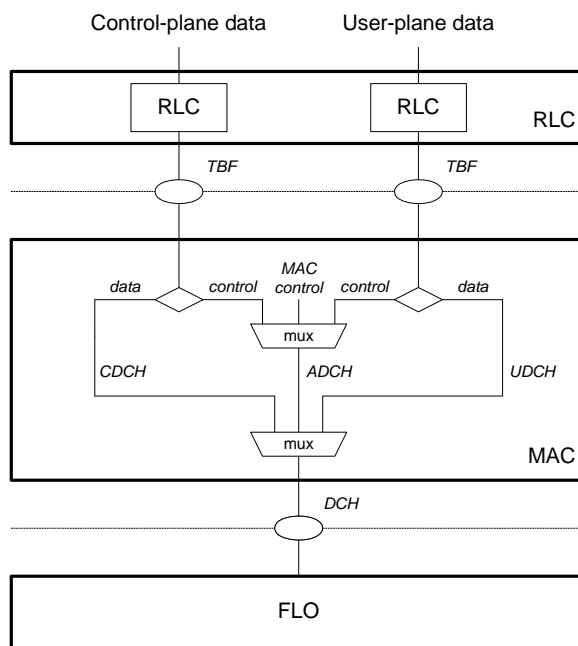 Control-plane data
User-plane data
RLC
RLC
RLC
TBF
TBF
MAC
data
control
control
control
data
mux
CDCH
ADCH
UDCH
mux
MAC
DCH
FLO